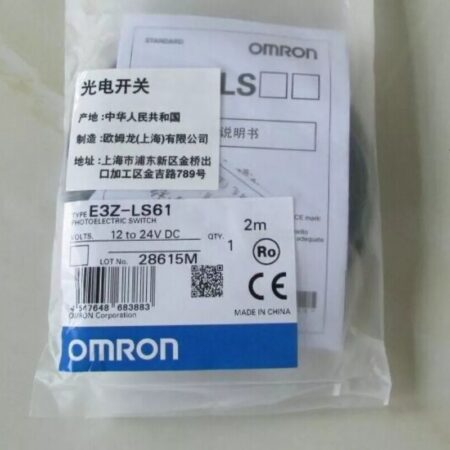 STANDARD
OMRON
LS□□
说明书
光电开关
产地:中华人民共和国
制造:欧姆龙(上海)有限公司
地址:上海市浦东新区金桥出
口加工区金吉路789号
CE mark
adequate
TYPE E3Z-LS61
PHOTOELECTRIC SWITCH
2m
VOLTS. 12 to 24V DC
QTY. 1
LOT No. 28615M
Ro
4 547648 683883
OMRON Corporation
CE
MADE IN CHINA
OMRON